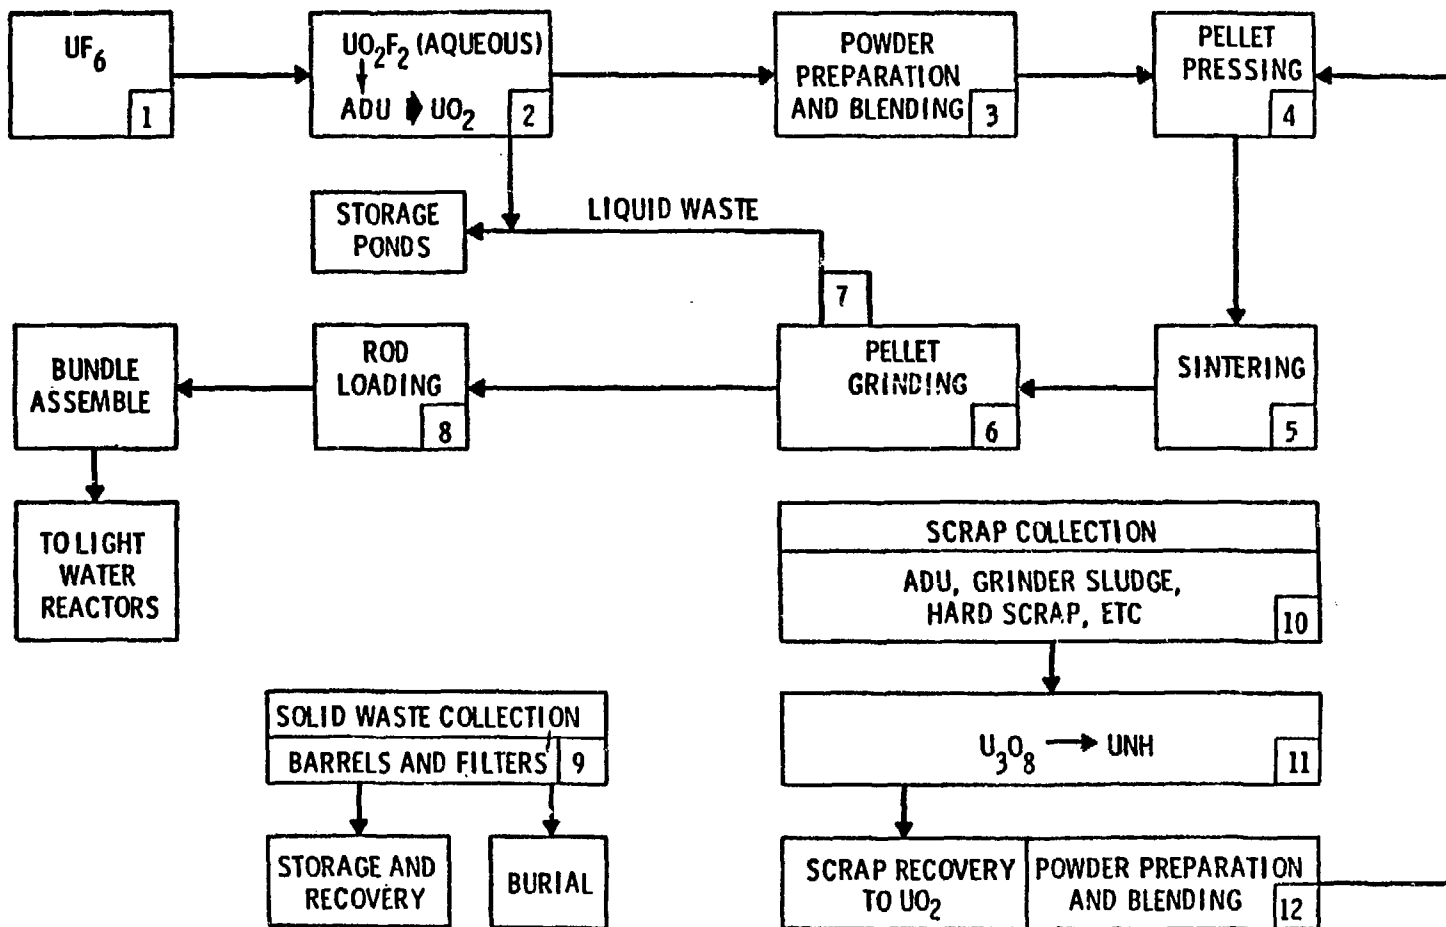 UF6
1
UO2F2 (AQUEOUS)
ADU → UO2
2
POWDER
PREPARATION
AND BLENDING
3
PELLET
PRESSING
4
STORAGE
PONDS
LIQUID WASTE
7
BUNDLE
ASSEMBLE
ROD
LOADING
8
PELLET
GRINDING
6
SINTERING
5
TO LIGHT
WATER
REACTORS
SCRAP COLLECTION
ADU, GRINDER SLUDGE,
HARD SCRAP, ETC
10
SOLID WASTE COLLECTION
BARRELS AND FILTERS
9
U3O8 → UNH
11
STORAGE AND
RECOVERY
BURIAL
SCRAP RECOVERY
TO UO2
POWDER PREPARATION
AND BLENDING
12